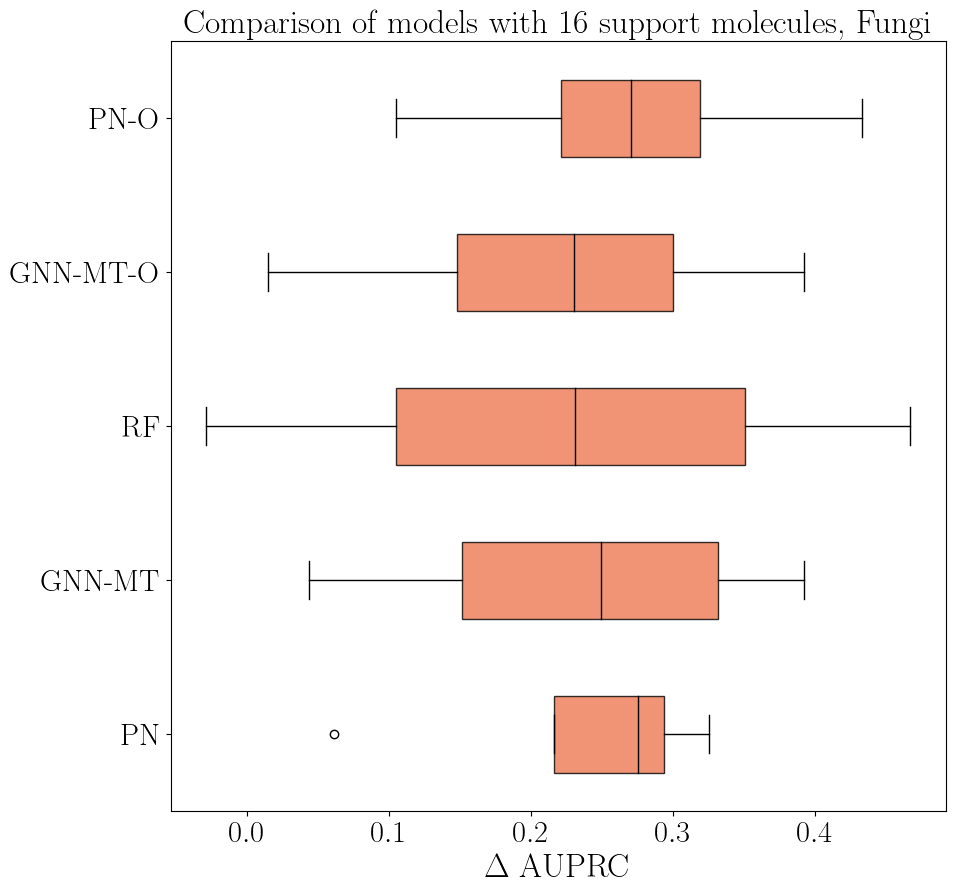 Comparison of models with 16 support molecules, Fungi
PN-O
GNN-MT-O
RF
GNN-MT
PN
0.0 0.1 0.2 0.3 0.4
Δ AUPRC